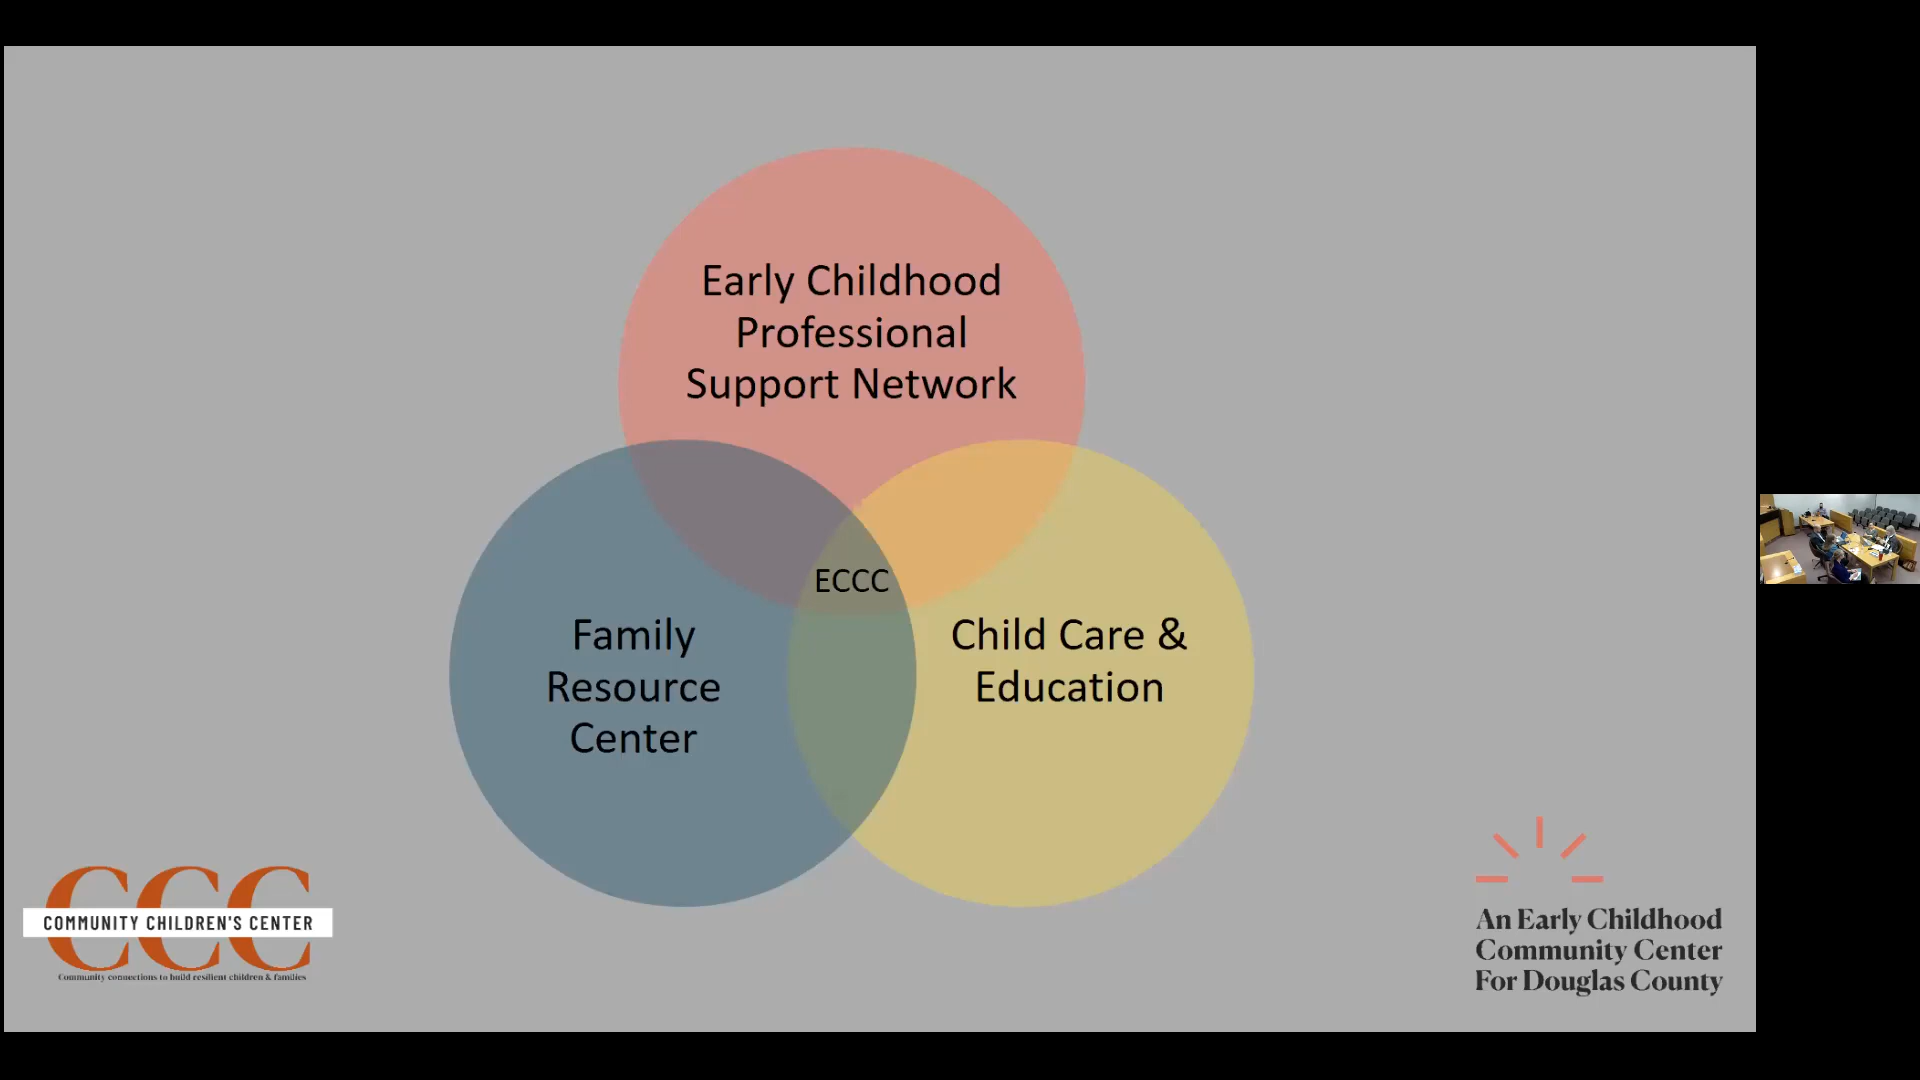 Early Childhood
Professional
Support Network
ECCC
Family
Resource
Center
Child Care &
Education
CCC
COMMUNITY CHILDREN'S CENTER
Community connections to build resilient children & families
An Early Childhood
Community Center
For Douglas County